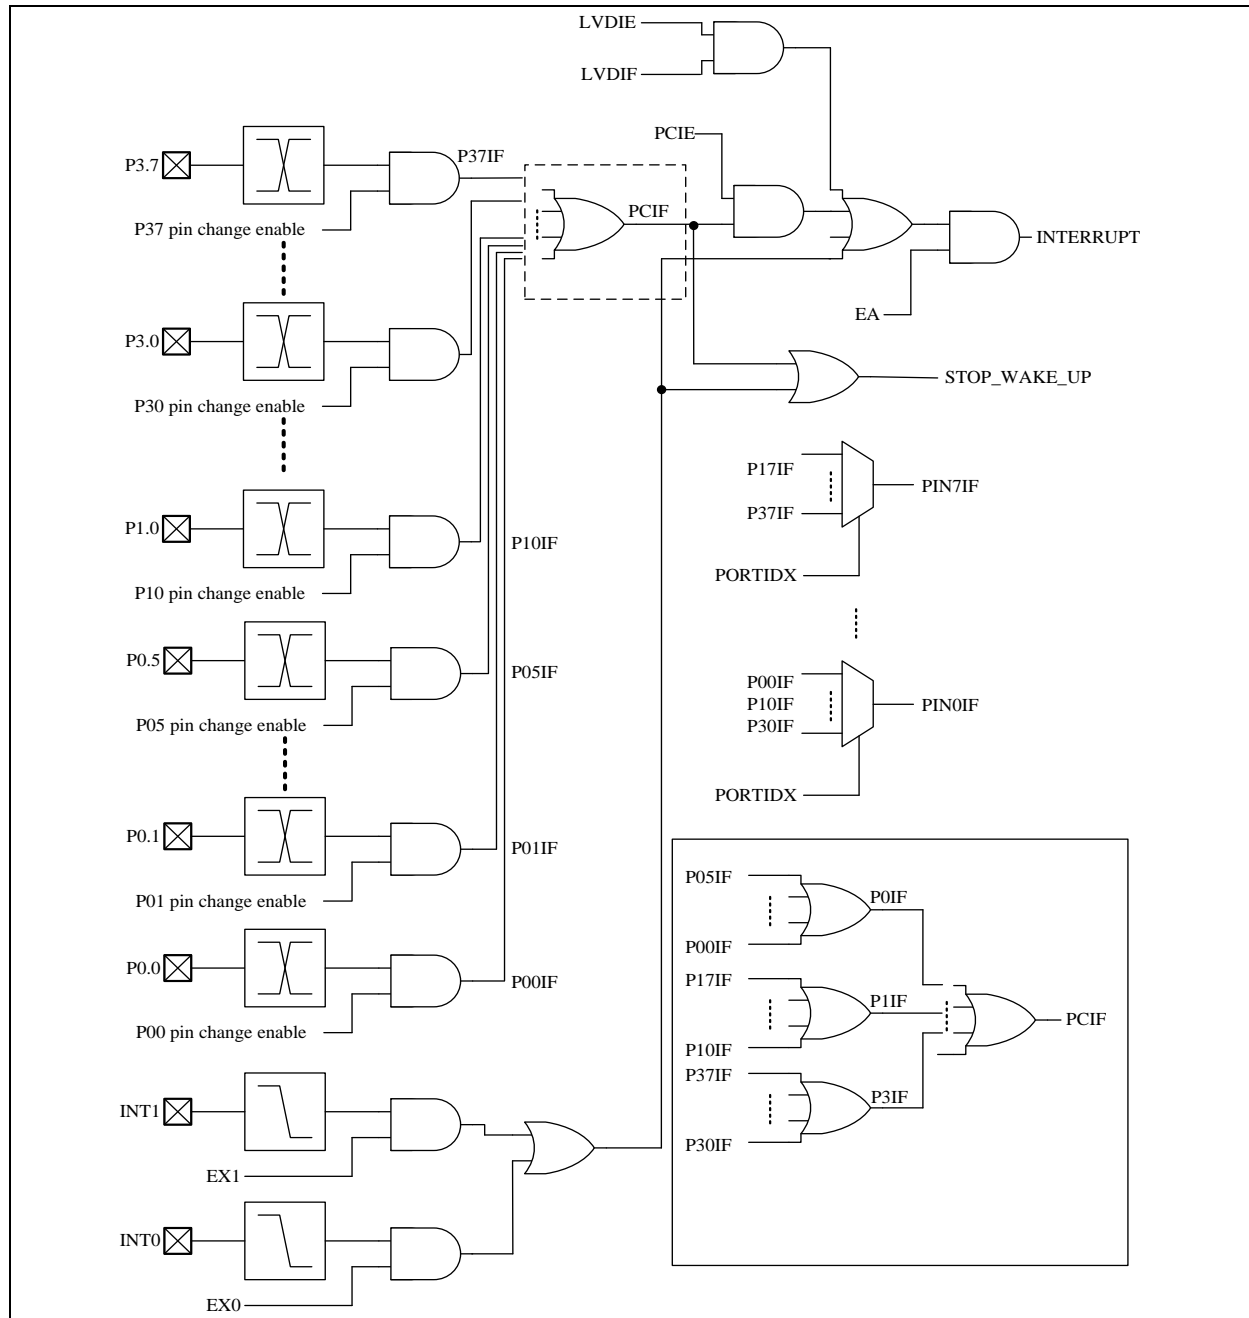 LVDIE
LVDIF
PCIE
P3.7
P37IF
P37 pin change enable
PCIF
INTERRUPT
EA
P3.0
P30 pin change enable
STOP_WAKE_UP
P17IF
P37IF
PIN7IF
PORTIDX
P1.0
P10IF
P10 pin change enable
P0.5
P05IF
P05 pin change enable
P00IF
P10IF
P30IF
PIN0IF
PORTIDX
P0.1
P01IF
P01 pin change enable
P0.0
P00IF
P00 pin change enable
P05IF
P0IF
P00IF
P17IF
P1IF
P10IF
PCIF
P37IF
P3IF
P30IF
INT1
EX1
INT0
EX0